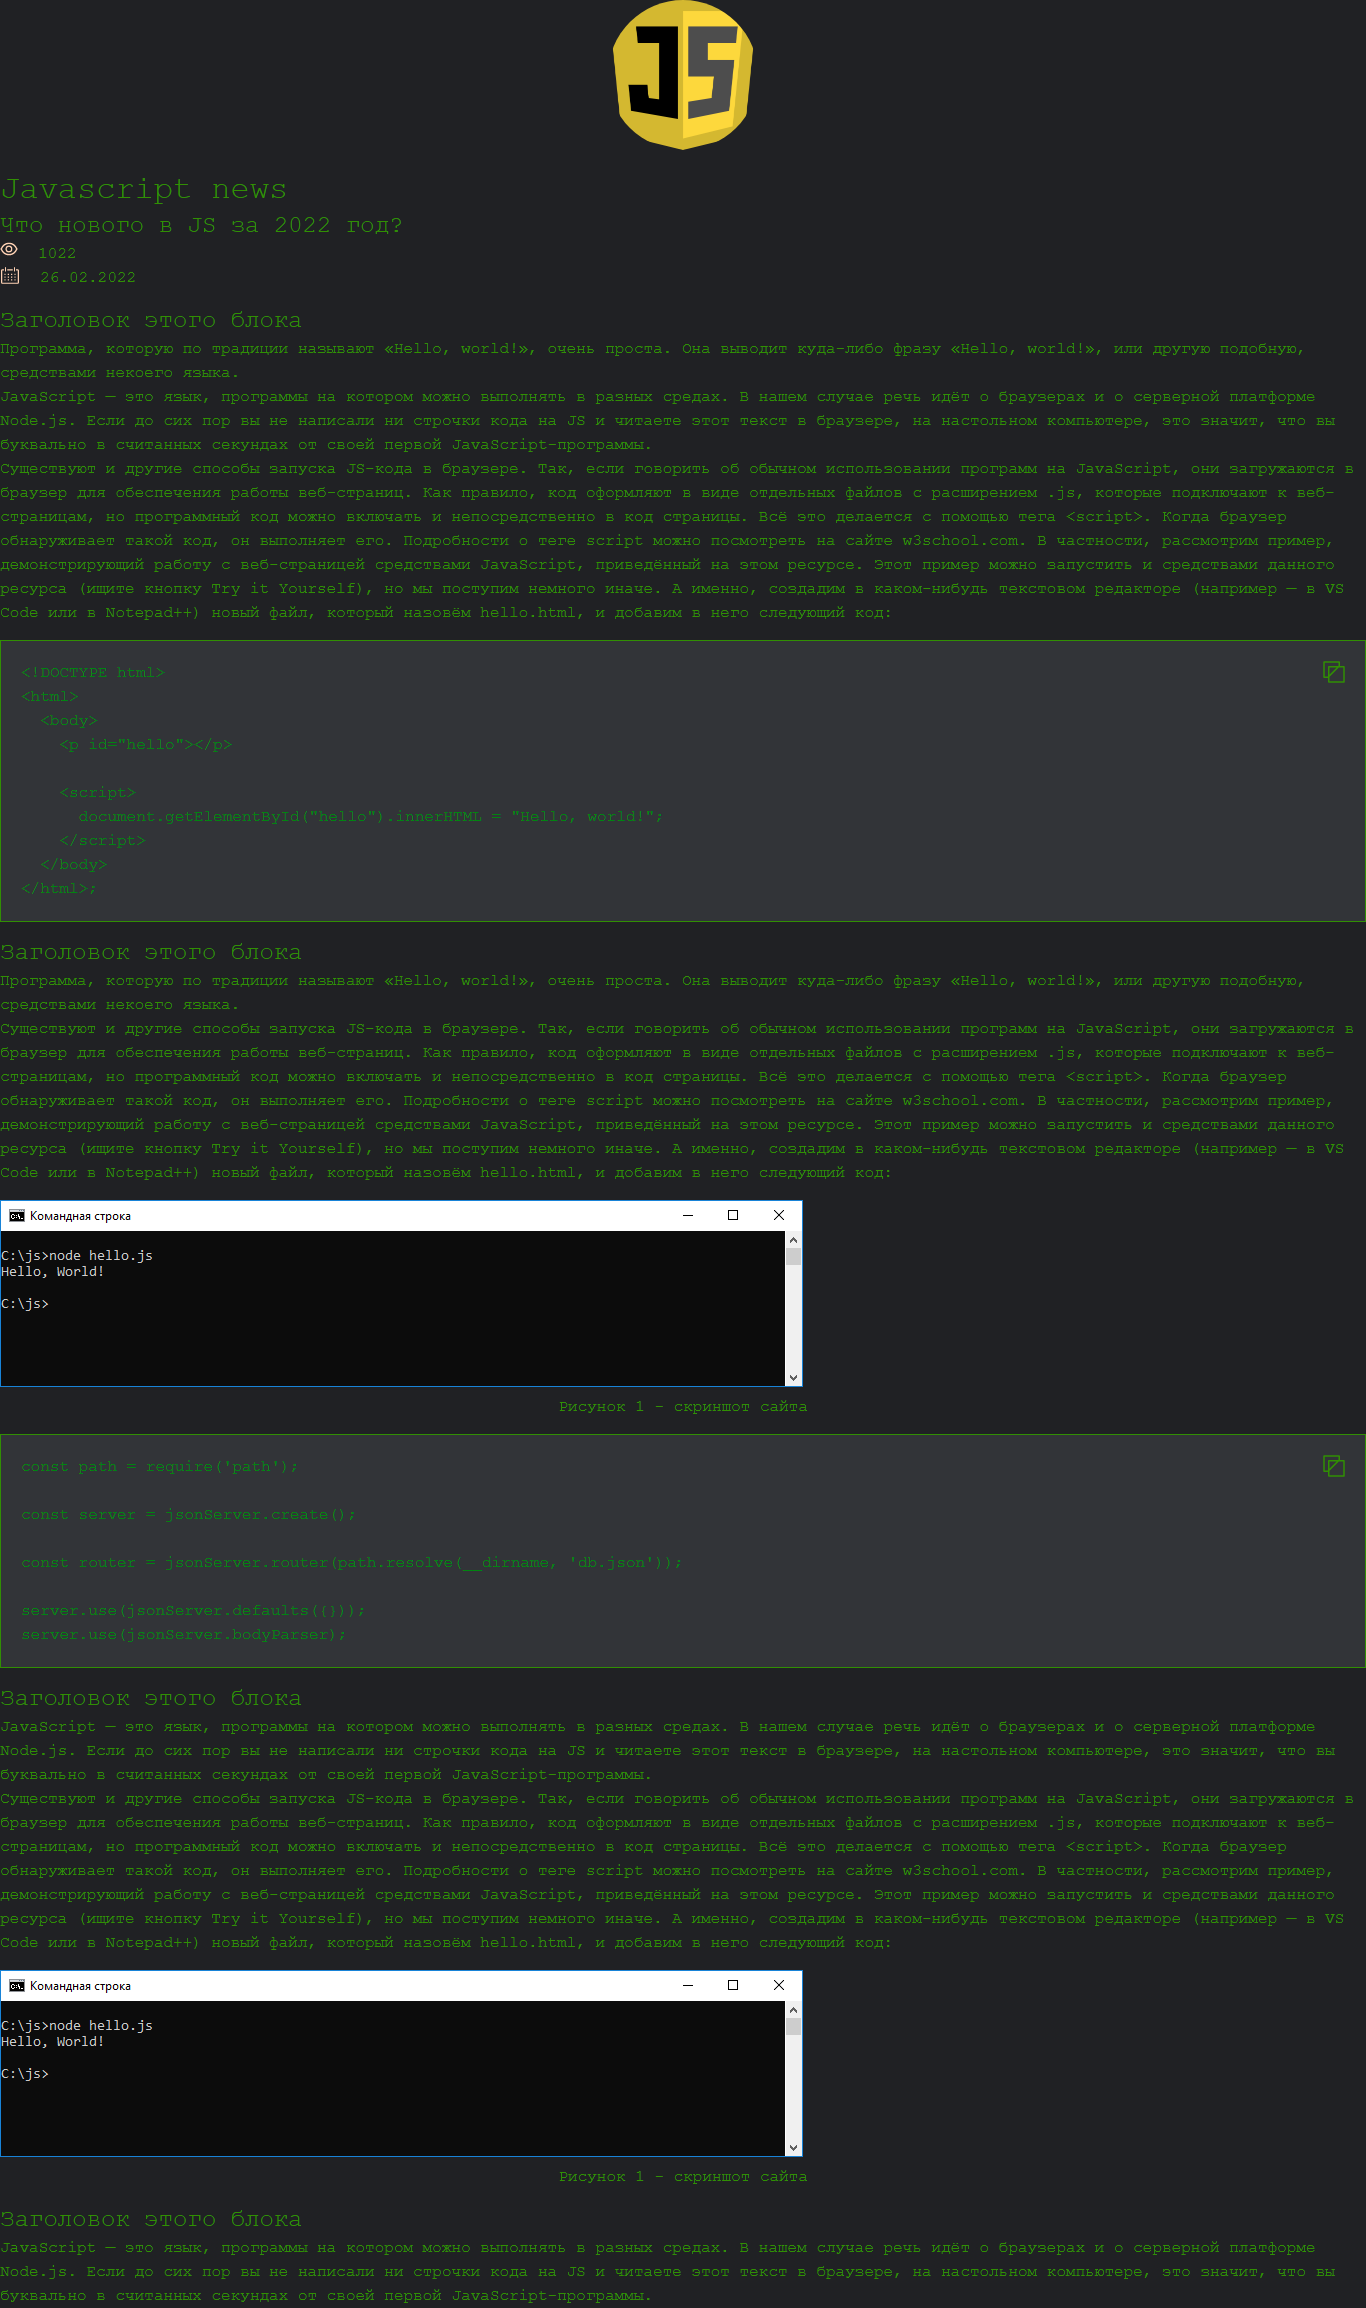 JS
Javascript news
Что нового в JS за 2022 год?
1022
26.02.2022
Заголовок этого блока
Программа, которую по традиции называют «Hello, world!», очень проста. Она выводит куда-либо фразу «Hello, world!», или другую подобную,
средствами некоего языка.
JavaScript — это язык, программы на котором можно выполнять в разных средах. В нашем случае речь идёт о браузерах и о серверной платформе
Node.js. Если до сих пор вы не написали ни строчки кода на JS и читаете этот текст в браузере, на настольном компьютере, это значит, что вы
буквально в считанных секундах от своей первой JavaScript-программы.
Существуют и другие способы запуска JS-кода в браузере. Так, если говорить об обычном использовании программ на JavaScript, они загружаются в
браузер для обеспечения работы веб-страниц. Как правило, код оформляют в виде отдельных файлов с расширением .js, которые подключают к веб-
страницам, но программный код можно включать и непосредственно в код страницы. Всё это делается с помощью тега <script>. Когда браузер
обнаруживает такой код, он выполняет его. Подробности о теге script можно посмотреть на сайте w3school.com. В частности, рассмотрим пример,
демонстрирующий работу с веб-страницей средствами JavaScript, приведённый на этом ресурсе. Этот пример можно запустить и средствами данного
ресурса (ищите кнопку Try it Yourself), но мы поступим немного иначе. А именно, создадим в каком-нибудь текстовом редакторе (например — в VS
Code или в Notepad++) новый файл, который назовём hello.html, и добавим в него следующий код:
<!DOCTYPE html>
<html>
  <body>
    <p id="hello"></p>
    <script>
      document.getElementById("hello").innerHTML = "Hello, world!";
    </script>
  </body>
</html>;
Заголовок этого блока
Программа, которую по традиции называют «Hello, world!», очень проста. Она выводит куда-либо фразу «Hello, world!», или другую подобную,
средствами некоего языка.
Существуют и другие способы запуска JS-кода в браузере. Так, если говорить об обычном использовании программ на JavaScript, они загружаются в
браузер для обеспечения работы веб-страниц. Как правило, код оформляют в виде отдельных файлов с расширением .js, которые подключают к веб-
страницам, но программный код можно включать и непосредственно в код страницы. Всё это делается с помощью тега <script>. Когда браузер
обнаруживает такой код, он выполняет его. Подробности о теге script можно посмотреть на сайте w3school.com. В частности, рассмотрим пример,
демонстрирующий работу с веб-страницей средствами JavaScript, приведённый на этом ресурсе. Этот пример можно запустить и средствами данного
ресурса (ищите кнопку Try it Yourself), но мы поступим немного иначе. А именно, создадим в каком-нибудь текстовом редакторе (например — в VS
Code или в Notepad++) новый файл, который назовём hello.html, и добавим в него следующий код:
Командная строка
C:\js>node hello.js
Hello, World!
C:\js>
Рисунок 1 - скриншот сайта
const path = require('path');
const server = jsonServer.create();
const router = jsonServer.router(path.resolve(__dirname, 'db.json'));
server.use(jsonServer.defaults({}));
server.use(jsonServer.bodyParser);
Заголовок этого блока
JavaScript — это язык, программы на котором можно выполнять в разных средах. В нашем случае речь идёт о браузерах и о серверной платформе
Node.js. Если до сих пор вы не написали ни строчки кода на JS и читаете этот текст в браузере, на настольном компьютере, это значит, что вы
буквально в считанных секундах от своей первой JavaScript-программы.
Существуют и другие способы запуска JS-кода в браузере. Так, если говорить об обычном использовании программ на JavaScript, они загружаются в
браузер для обеспечения работы веб-страниц. Как правило, код оформляют в виде отдельных файлов с расширением .js, которые подключают к веб-
страницам, но программный код можно включать и непосредственно в код страницы. Всё это делается с помощью тега <script>. Когда браузер
обнаруживает такой код, он выполняет его. Подробности о теге script можно посмотреть на сайте w3school.com. В частности, рассмотрим пример,
демонстрирующий работу с веб-страницей средствами JavaScript, приведённый на этом ресурсе. Этот пример можно запустить и средствами данного
ресурса (ищите кнопку Try it Yourself), но мы поступим немного иначе. А именно, создадим в каком-нибудь текстовом редакторе (например — в VS
Code или в Notepad++) новый файл, который назовём hello.html, и добавим в него следующий код:
Командная строка
C:\js>node hello.js
Hello, World!
C:\js>
Рисунок 1 - скриншот сайта
Заголовок этого блока
JavaScript — это язык, программы на котором можно выполнять в разных средах. В нашем случае речь идёт о браузерах и о серверной платформе
Node.js. Если до сих пор вы не написали ни строчки кода на JS и читаете этот текст в браузере, на настольном компьютере, это значит, что вы
буквально в считанных секундах от своей первой JavaScript-программы.